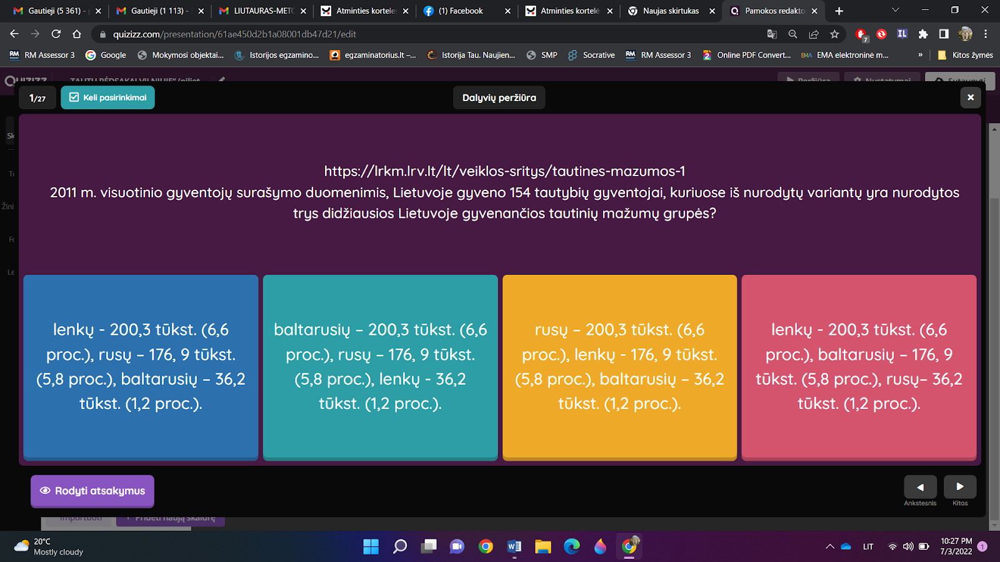 Gautieji (5 361) -
Gautieji (1 113) -
LIUTAURAS-METO
Atminties korteles
(1) Facebook
Atminties kortelė
Naujas skirtukas
Pamokos redakto
quizizz.com/presentation/61ae450d2b1a08001db47d21/edit
7
IL
RM Assessor 3
Google
Mokymosi objektai...
Istorijos egzamino...
egzaminatorius.lt –...
Istorija Tau. Naujien...
SMP
Socrative
RM Assessor 3
Online PDF Convert...
EMA elektroninė m...
»
Kitos žymės
1/27
Keli pasirinkimai
Dalyvių peržiūra
https://lrkm.lrv.lt/lt/veiklos-sritys/tautines-mazumos-1
2011 m. visuotinio gyventojų surašymo duomenimis, Lietuvoje gyveno 154 tautybių gyventojai, kuriuose iš nurodytų variantų yra nurodytos
trys didžiausios Lietuvoje gyvenančios tautinių mažumų grupės?
lenkų - 200,3 tūkst. (6,6
proc.), rusų – 176, 9 tūkst.
(5,8 proc.), baltarusių – 36,2
tūkst. (1,2 proc.).
baltarusių – 200,3 tūkst. (6,6
proc.), rusų – 176, 9 tūkst.
(5,8 proc.), lenkų - 36,2
tūkst. (1,2 proc.).
rusų – 200,3 tūkst. (6,6
proc.), lenkų - 176, 9 tūkst.
(5,8 proc.), baltarusių – 36,2
tūkst. (1,2 proc.).
lenkų - 200,3 tūkst. (6,6
proc.), baltarusių – 176, 9
tūkst. (5,8 proc.), rusų– 36,2
tūkst. (1,2 proc.).
Rodyti atsakymus
Ankstesnis
Kitas
Importuoti
+ Pridėti naują skaidrę
20°C
Mostly cloudy
LIT
10:27 PM
7/3/2022
1